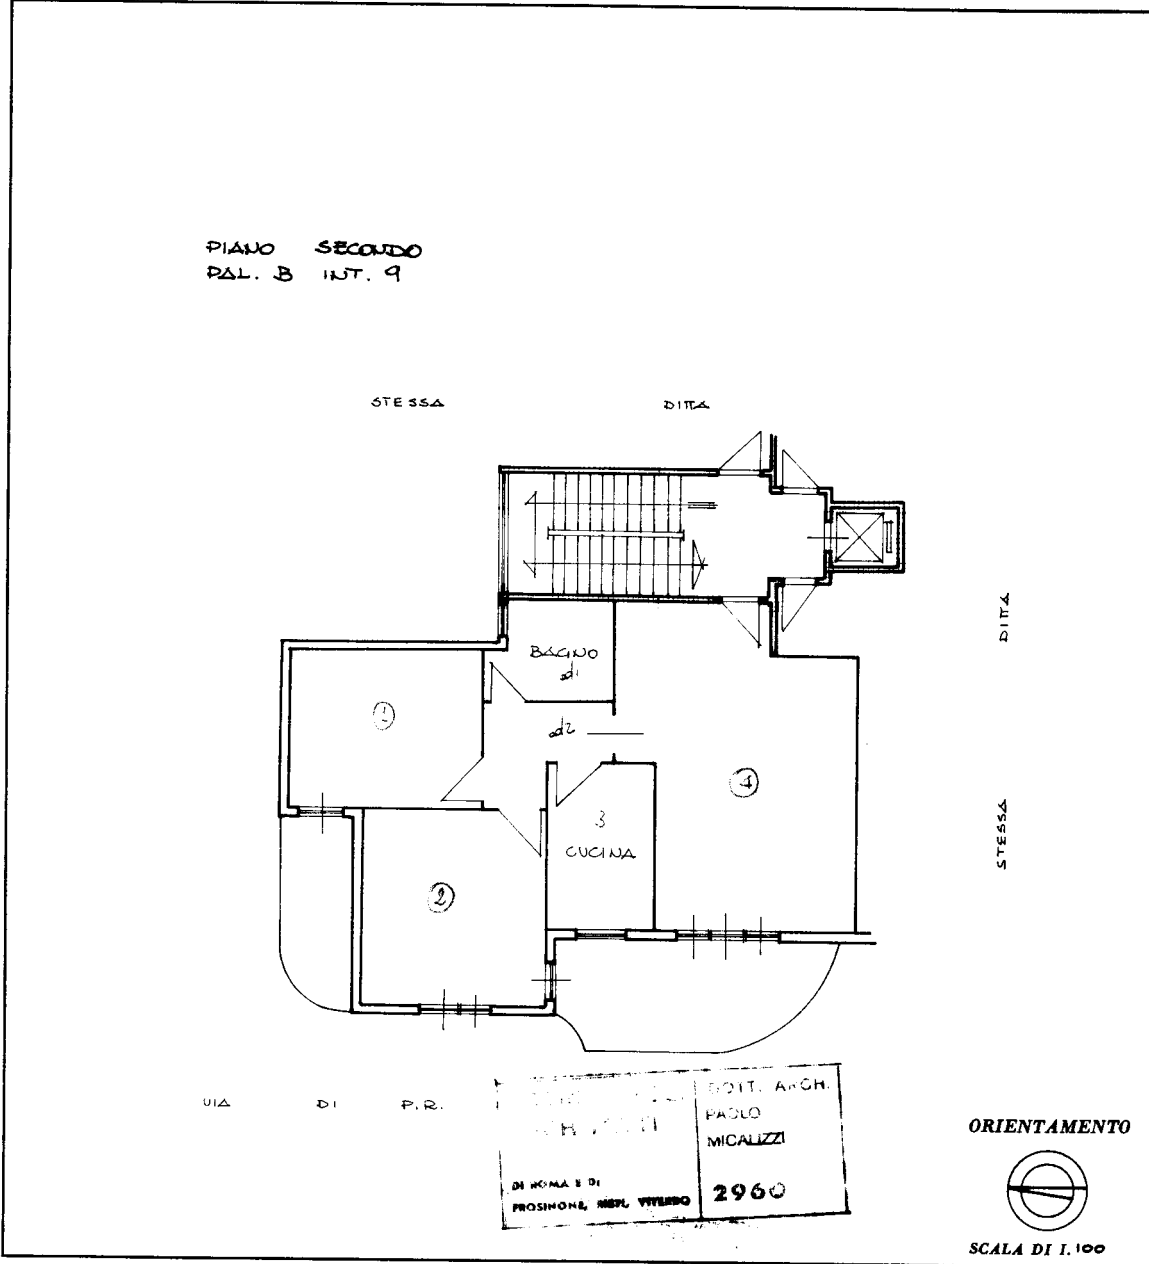 PIANO SECONDO
PAL. B INT. 9
STESSA DITTA
BAGNO
d1
d2
1
4
3
CUCINA
2
DITTA
STESSA
VIA DI P.R.
DOTT. ARCH.
PAOLO
MICALIZZI
2960
DI ROMA E DI
FROSINONE, RIETI, VITERBO
ORIENTAMENTO
SCALA DI 1.100